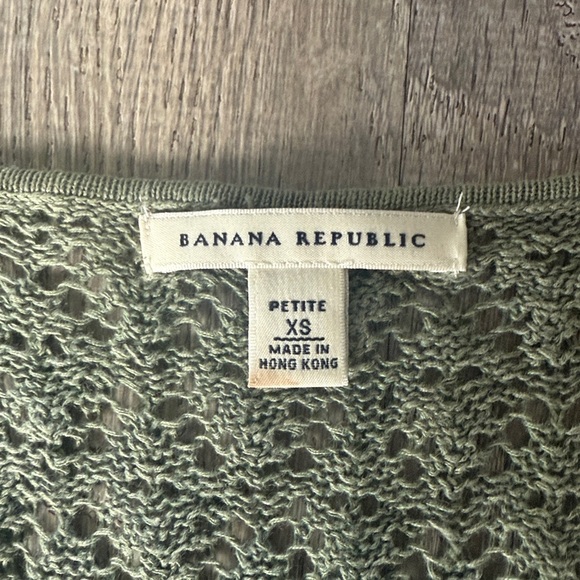 BANANA REPUBLIC
PETITE
XS
MADE IN
HONG KONG